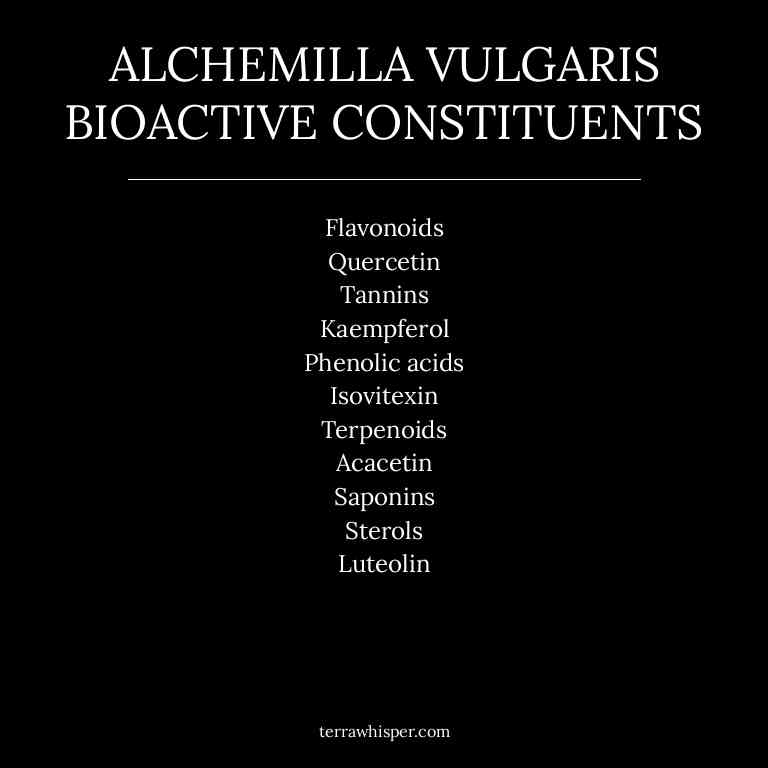 ALCHEMILLA VULGARIS
BIOACTIVE CONSTITUENTS
Flavonoids
Quercetin
Tannins
Kaempferol
Phenolic acids
Isovitexin
Terpenoids
Acacetin
Saponins
Sterols
Luteolin
terrawhisper.com